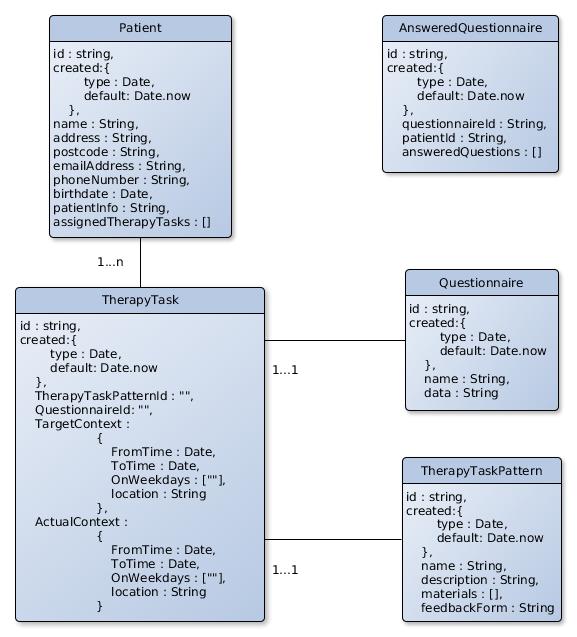 Patient
id : string,
created:{
type : Date,
default: Date.now
},
name : String,
address : String,
postcode : String,
emailAddress : String,
phoneNumber : String,
birthdate : Date,
patientInfo : String,
assignedTherapyTasks : []
AnsweredQuestionnaire
id : string,
created:{
type : Date,
default: Date.now
},
questionnaireId : String,
patientId : String,
answeredQuestions : []
1...n
TherapyTask
id : string,
created:{
type : Date,
default: Date.now
},
TherapyTaskPatternId : "",
QuestionnaireId: "",
TargetContext :
{
FromTime : Date,
ToTime : Date,
OnWeekdays : [""],
location : String
},
ActualContext :
{
FromTime : Date,
ToTime : Date,
OnWeekdays : [""],
location : String
}
1...1
Questionnaire
id : string,
created:{
type : Date,
default: Date.now
},
name : String,
data : String
1...1
TherapyTaskPattern
id : string,
created:{
type : Date,
default: Date.now
},
name : String,
description : String,
materials : [],
feedbackForm : String